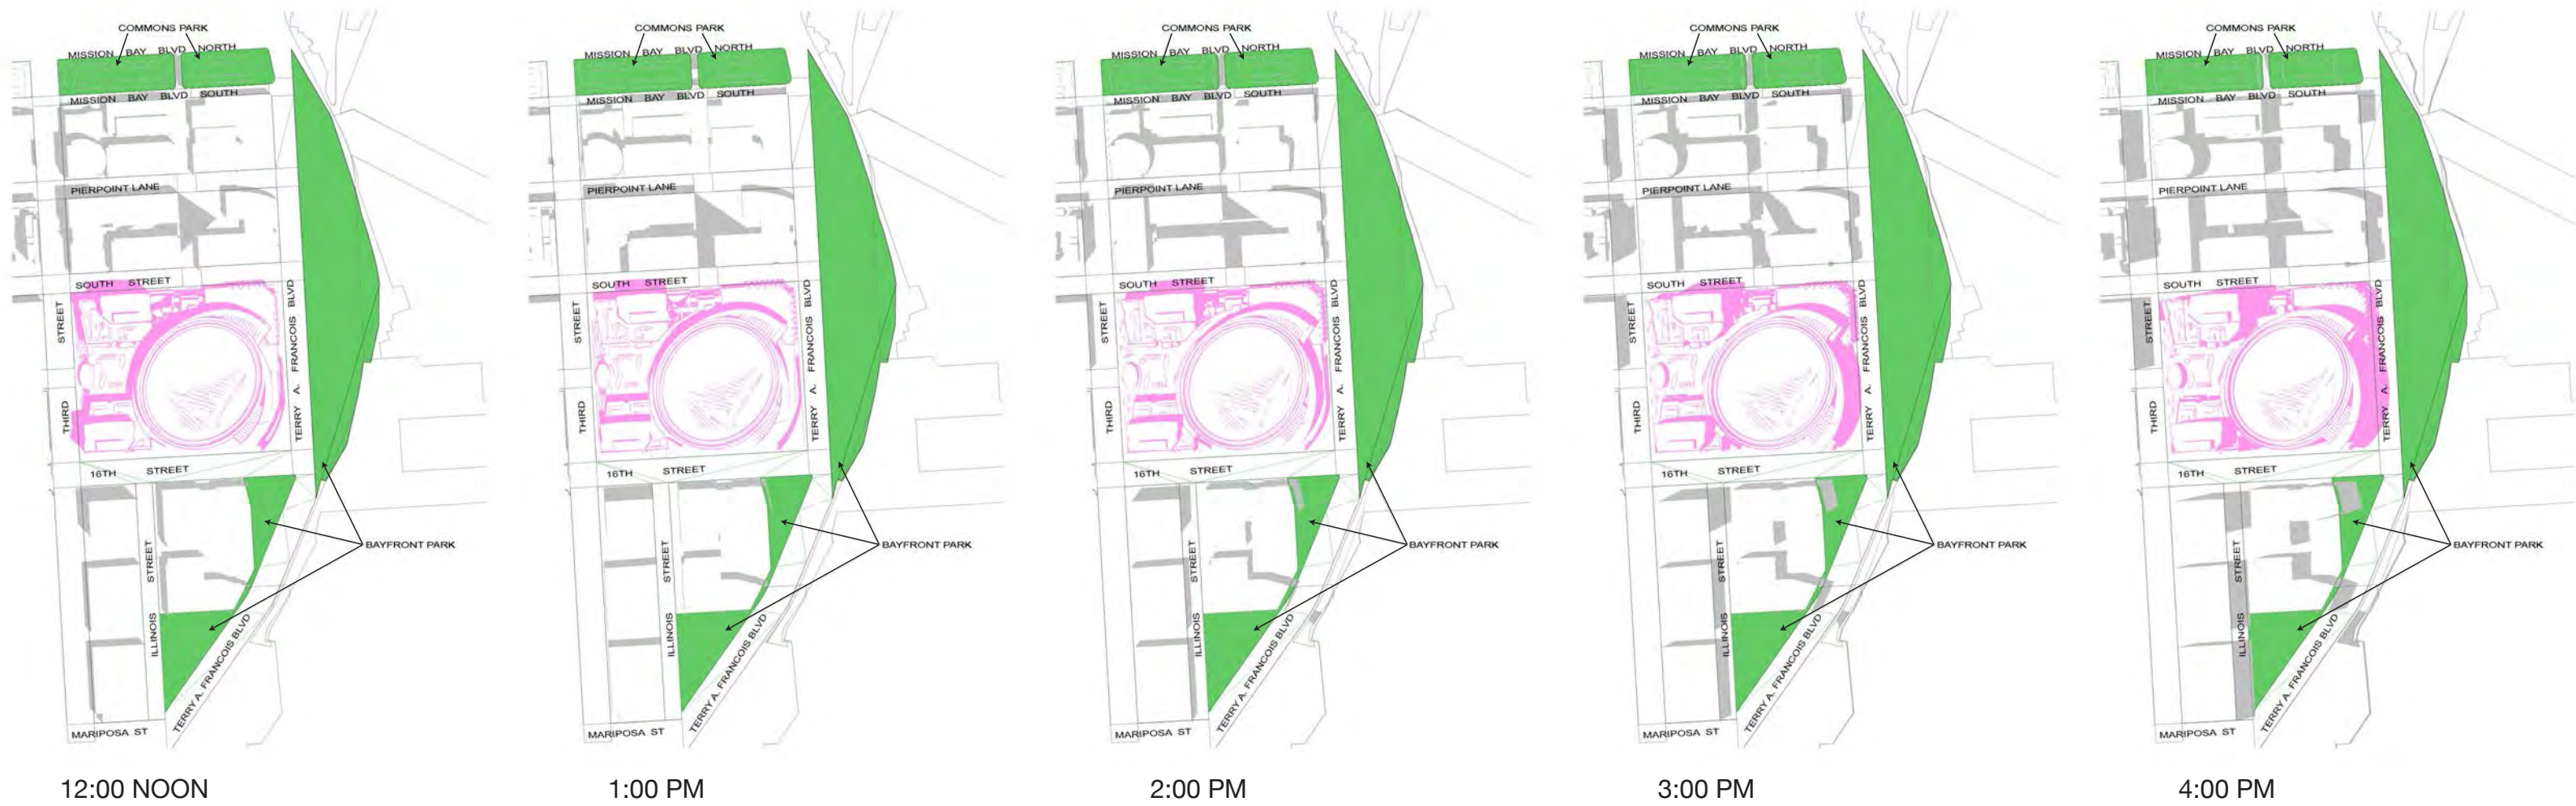 COMMONS PARK
MISSION BAY BLVD NORTH
MISSION BAY BLVD SOUTH
PIERPOINT LANE
SOUTH STREET
THIRD STREET
TERRY A. FRANCOIS BLVD
16TH STREET
BAYFRONT PARK
ILLINOIS STREET
TERRY A. FRANCOIS BLVD
MARIPOSA ST
12:00 NOON
COMMONS PARK
MISSION BAY BLVD NORTH
MISSION BAY BLVD SOUTH
PIERPOINT LANE
SOUTH STREET
THIRD STREET
TERRY A. FRANCOIS BLVD
16TH STREET
BAYFRONT PARK
ILLINOIS STREET
TERRY A. FRANCOIS BLVD
MARIPOSA ST
1:00 PM
COMMONS PARK
MISSION BAY BLVD NORTH
MISSION BAY BLVD SOUTH
PIERPOINT LANE
SOUTH STREET
THIRD STREET
TERRY A. FRANCOIS BLVD
16TH STREET
BAYFRONT PARK
ILLINOIS STREET
TERRY A. FRANCOIS BLVD
MARIPOSA ST
2:00 PM
COMMONS PARK
MISSION BAY BLVD NORTH
MISSION BAY BLVD SOUTH
PIERPOINT LANE
SOUTH STREET
THIRD STREET
TERRY A. FRANCOIS BLVD
16TH STREET
BAYFRONT PARK
ILLINOIS STREET
TERRY A. FRANCOIS BLVD
MARIPOSA ST
3:00 PM
COMMONS PARK
MISSION BAY BLVD NORTH
MISSION BAY BLVD SOUTH
PIERPOINT LANE
SOUTH STREET
THIRD STREET
TERRY A. FRANCOIS BLVD
16TH STREET
BAYFRONT PARK
ILLINOIS STREET
TERRY A. FRANCOIS BLVD
MARIPOSA ST
4:00 PM